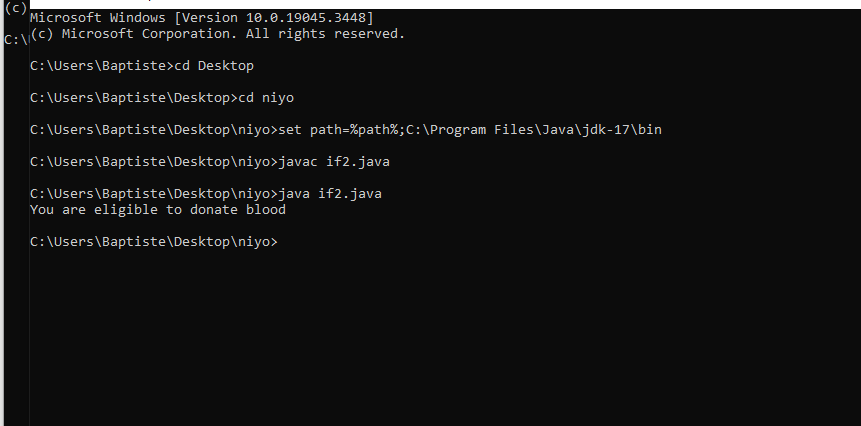 (c)
C:\
Microsoft Windows [Version 10.0.19045.3448]
(c) Microsoft Corporation. All rights reserved.
C:\Users\Baptiste>cd Desktop
C:\Users\Baptiste\Desktop>cd niyo
C:\Users\Baptiste\Desktop\niyo>set path=%path%;C:\Program Files\Java\jdk-17\bin
C:\Users\Baptiste\Desktop\niyo>javac if2.java
C:\Users\Baptiste\Desktop\niyo>java if2.java
You are eligible to donate blood
C:\Users\Baptiste\Desktop\niyo>